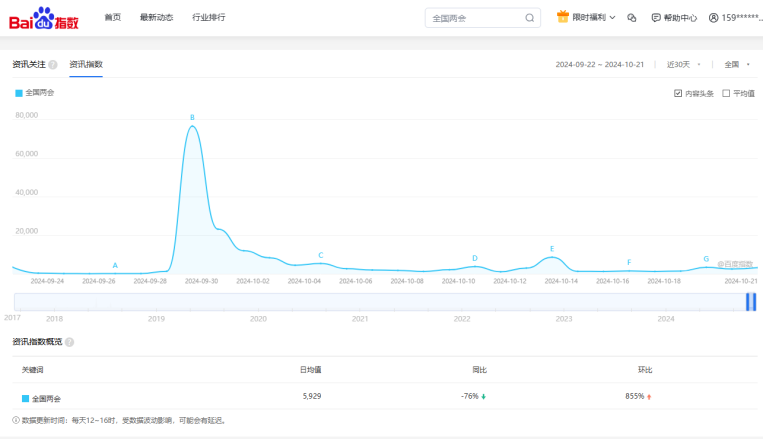 Bai du 指数 首页 最新动态 行业排行 全国两会 限时福利 帮助中心 159******...
资讯关注 资讯指数 2024-09-22 ~ 2024-10-21 近30天 全国
全国两会 内容头条 平均值
80,000
60,000
40,000
20,000
B
A C D E F G
@百度指数
2024-09-24 2024-09-26 2024-09-28 2024-09-30 2024-10-02 2024-10-04 2024-10-06 2024-10-08 2024-10-10 2024-10-12 2024-10-14 2024-10-16 2024-10-18 2024-10-21
2017 2018 2019 2020 2021 2022 2023 2024
资讯指数概览 ?
关键词 日均值 同比 环比
全国两会 5,929 -76% 855%
数据更新时间:每天12~16时,受数据波动影响,可能会有延迟。